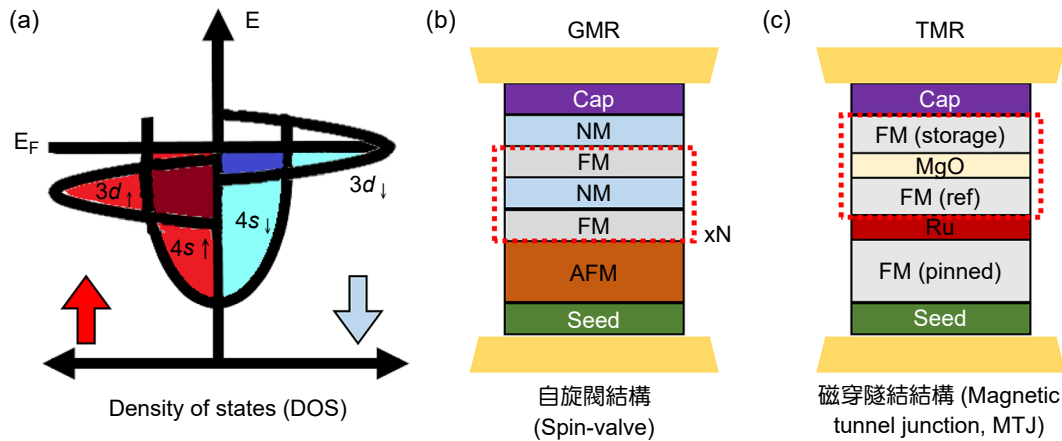 (a)
E
E_F
3d↑
4s↑
4s↓
3d↓
Density of states (DOS)
(b)
GMR
Cap
NM
FM
NM
FM
xN
AFM
Seed
自旋閥結構
(Spin-valve)
(c)
TMR
Cap
FM (storage)
MgO
FM (ref)
Ru
FM (pinned)
Seed
磁穿隧結結構 (Magnetic
tunnel junction, MTJ)